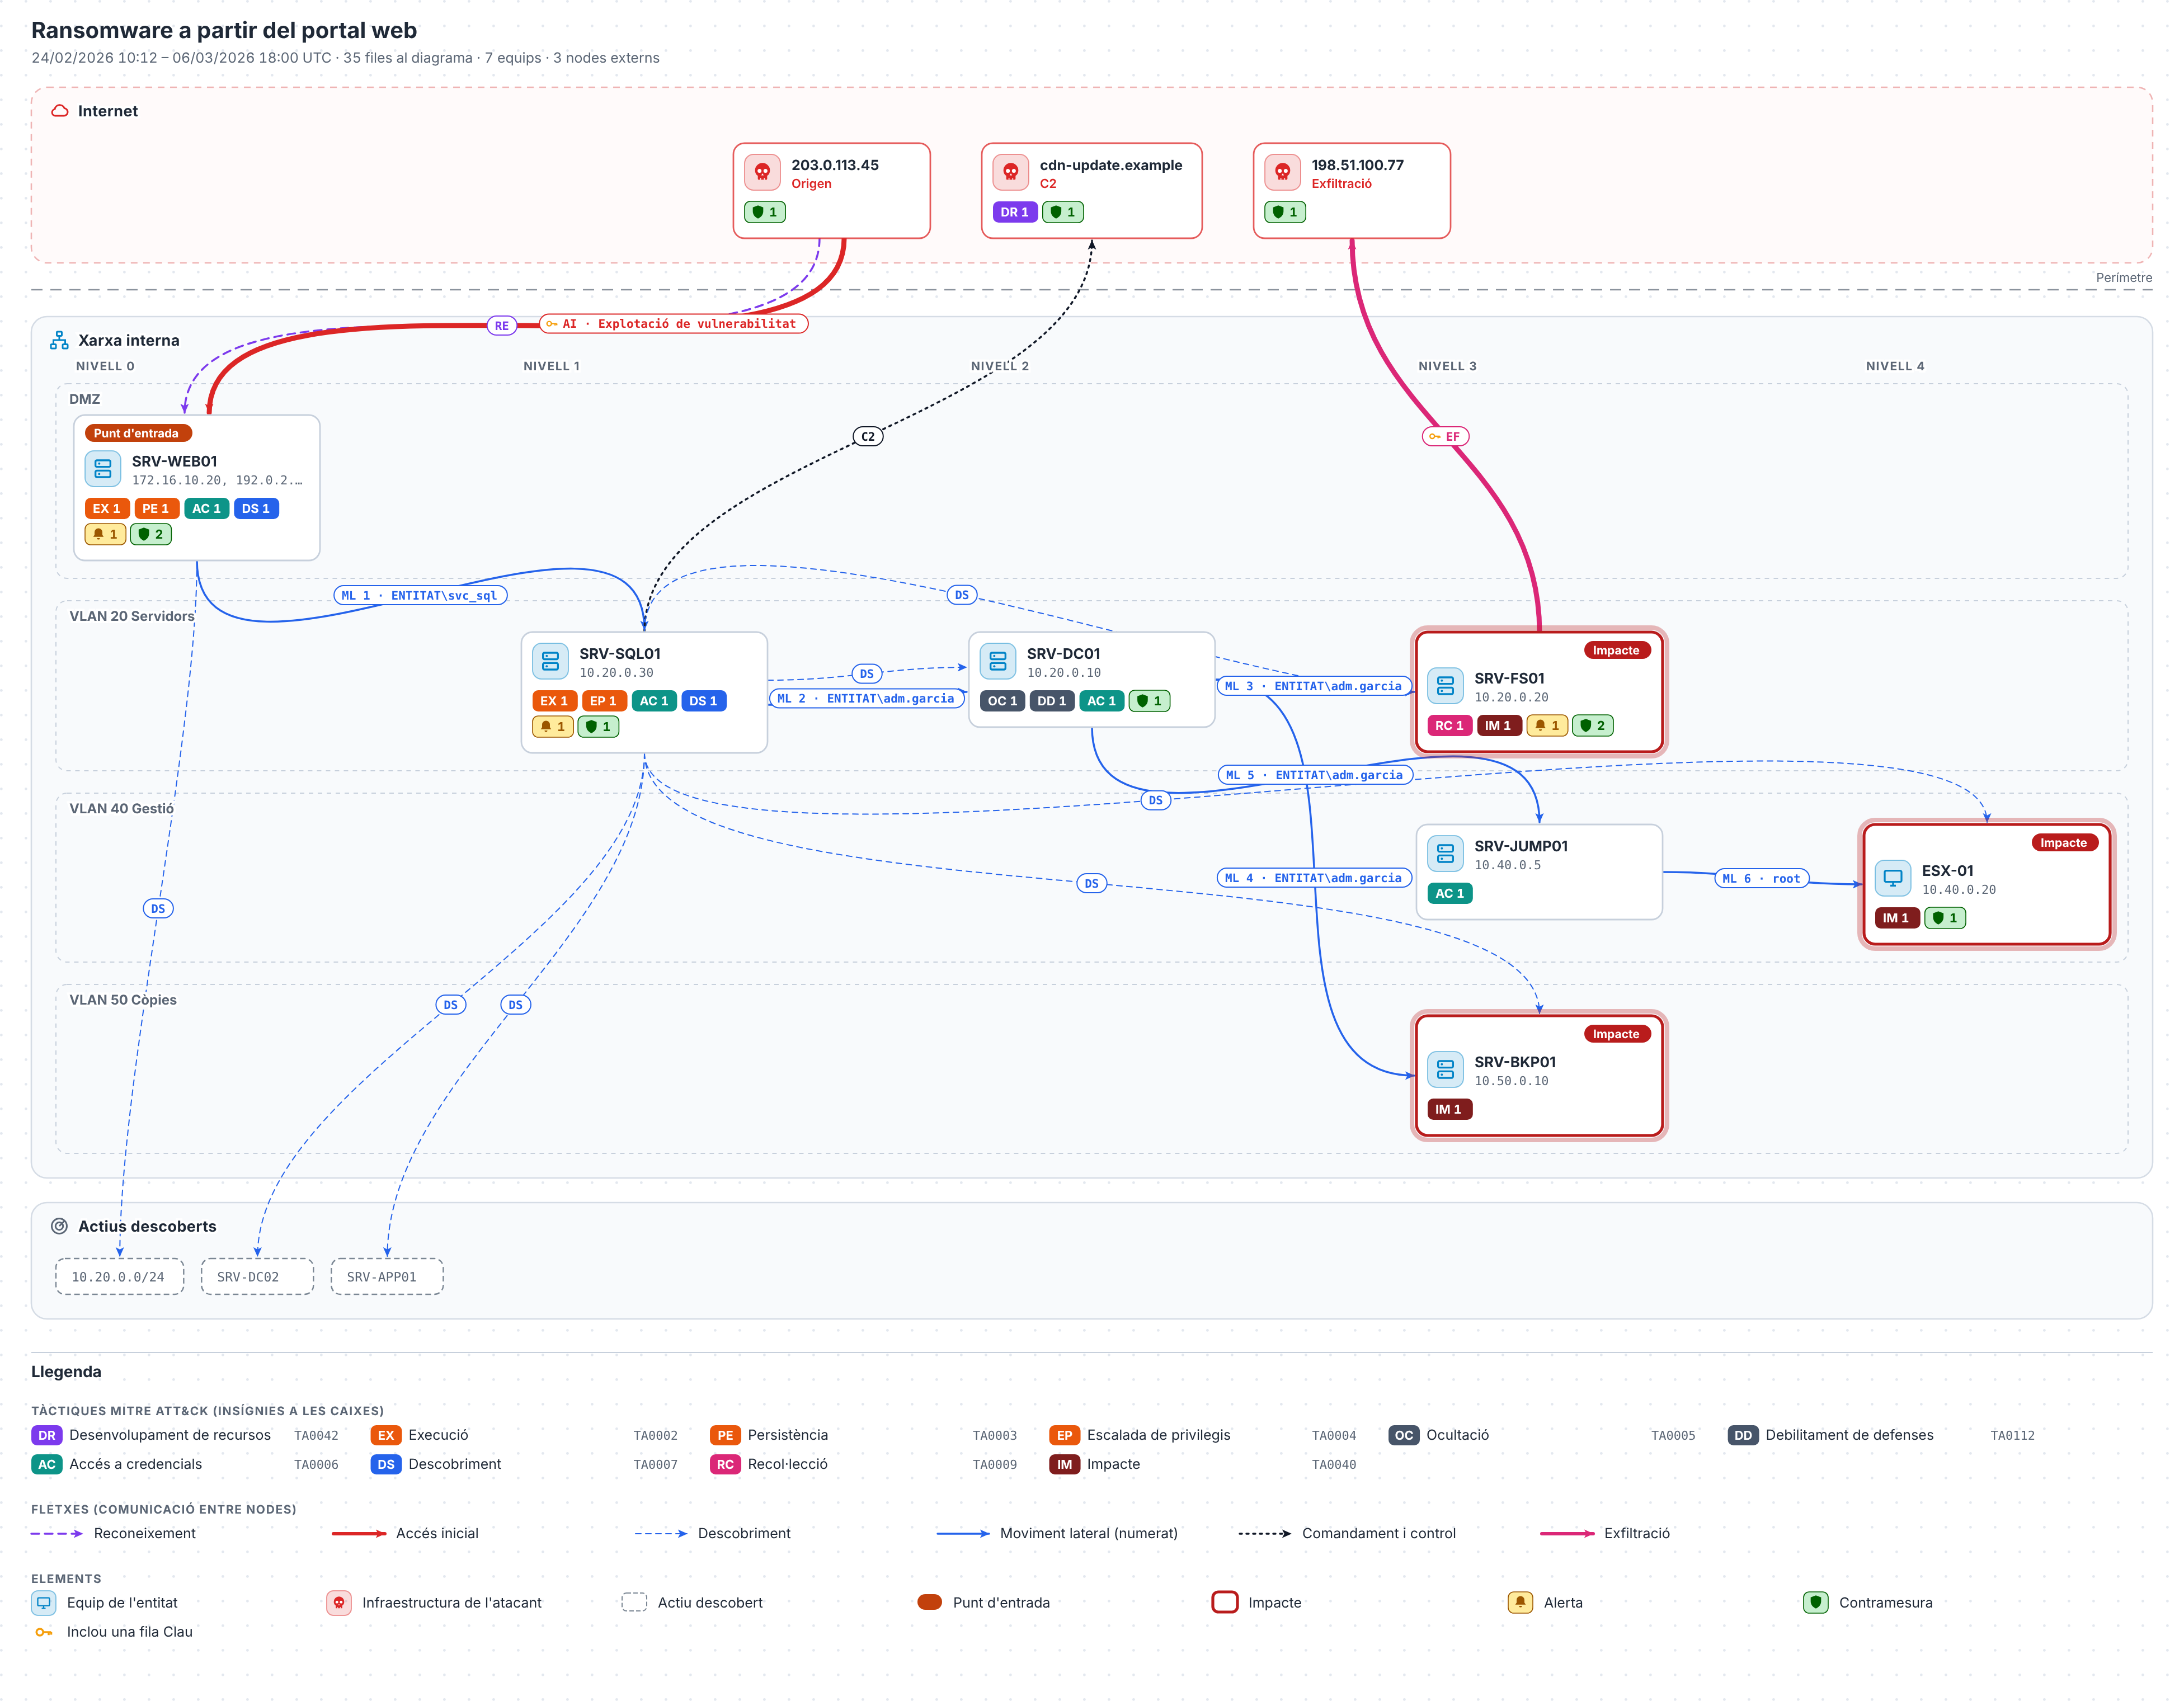 Ransomware a partir del portal web
24/02/2026 10:12 – 06/03/2026 18:00 UTC · 35 files al diagrama · 7 equips · 3 nodes externs
Internet
203.0.113.45
Origen
1
cdn-update.example
C2
DR 1
1
198.51.100.77
Exfiltració
1
Perímetre
RE
AI · Explotació de vulnerabilitat
Xarxa interna
NIVELL 0
NIVELL 1
NIVELL 2
NIVELL 3
NIVELL 4
DMZ
Punt d'entrada
SRV-WEB01
172.16.10.20, 192.0.2.…
EX 1
PE 1
AC 1
DS 1
1
2
C2
EF
ML 1 · ENTITAT\svc_sql
DS
VLAN 20 Servidors
SRV-SQL01
10.20.0.30
EX 1
EP 1
AC 1
DS 1
1
1
DS
ML 2 · ENTITAT\adm.garcia
SRV-DC01
10.20.0.10
OC 1
DD 1
AC 1
1
ML 3 · ENTITAT\adm.garcia
Impacte
SRV-FS01
10.20.0.20
RC 1
IM 1
1
2
ML 5 · ENTITAT\adm.garcia
DS
VLAN 40 Gestió
DS
DS
ML 4 · ENTITAT\adm.garcia
SRV-JUMP01
10.40.0.5
AC 1
ML 6 · root
Impacte
ESX-01
10.40.0.20
IM 1
1
VLAN 50 Còpies
DS
DS
Impacte
SRV-BKP01
10.50.0.10
IM 1
Actius descoberts
10.20.0.0/24
SRV-DC02
SRV-APP01
Llegenda
TÀCTIQUES MITRE ATT&CK (INSÍGNIES A LES CAIXES)
DR Desenvolupament de recursos TA0042
EX Execució TA0002
PE Persistència TA0003
EP Escalada de privilegis TA0004
OC Ocultació TA0005
DD Debilitament de defenses TA0112
AC Accés a credencials TA0006
DS Descobriment TA0007
RC Recol·lecció TA0009
IM Impacte TA0040
FLETXES (COMUNICACIÓ ENTRE NODES)
Reconeixement
Accés inicial
Descobriment
Moviment lateral (numerat)
Comandament i control
Exfiltració
ELEMENTS
Equip de l'entitat
Infraestructura de l'atacant
Actiu descobert
Punt d'entrada
Impacte
Alerta
Contramesura
Inclou una fila Clau